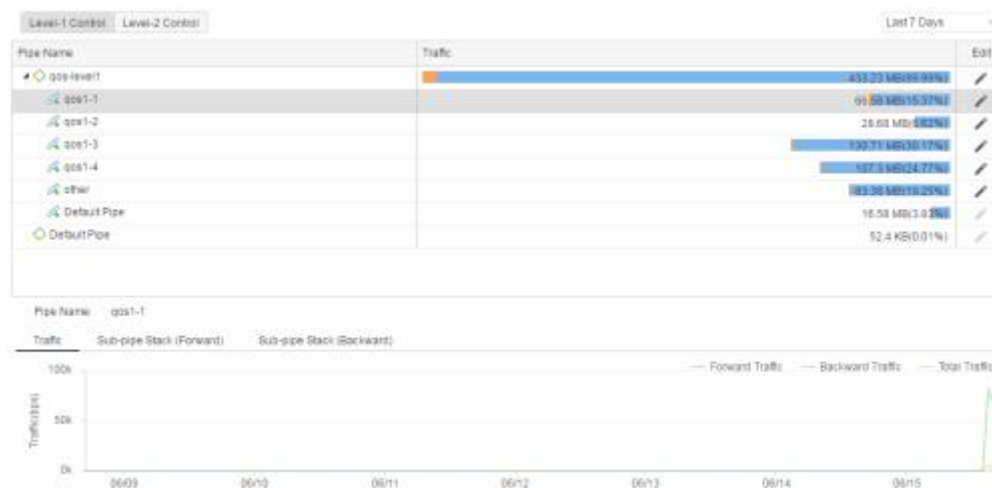 Level-1 Control Level-2 Control Last 7 Days
Pipe Name Traffic Edit
qos-level1 433.23 MB(99.99%)
qos1-1 66.58 MB(15.37%)
qos1-2 28.68 MB(6.62%)
qos1-3 130.71 MB(30.17%)
qos1-4 107.3 MB(24.77%)
other 83.38 MB(19.25%)
Default Pipe 16.58 MB(3.83%)
Default Pipe 52.4 KB(0.01%)
Pipe Name qos1-1
Traffic Sub-pipe Stack (Forward) Sub-pipe Stack (Backward)
Forward Traffic Backward Traffic Total Traffic
Traffic(bps)
100k
50k
0k
06/09 06/10 06/11 06/12 06/13 06/14 06/15